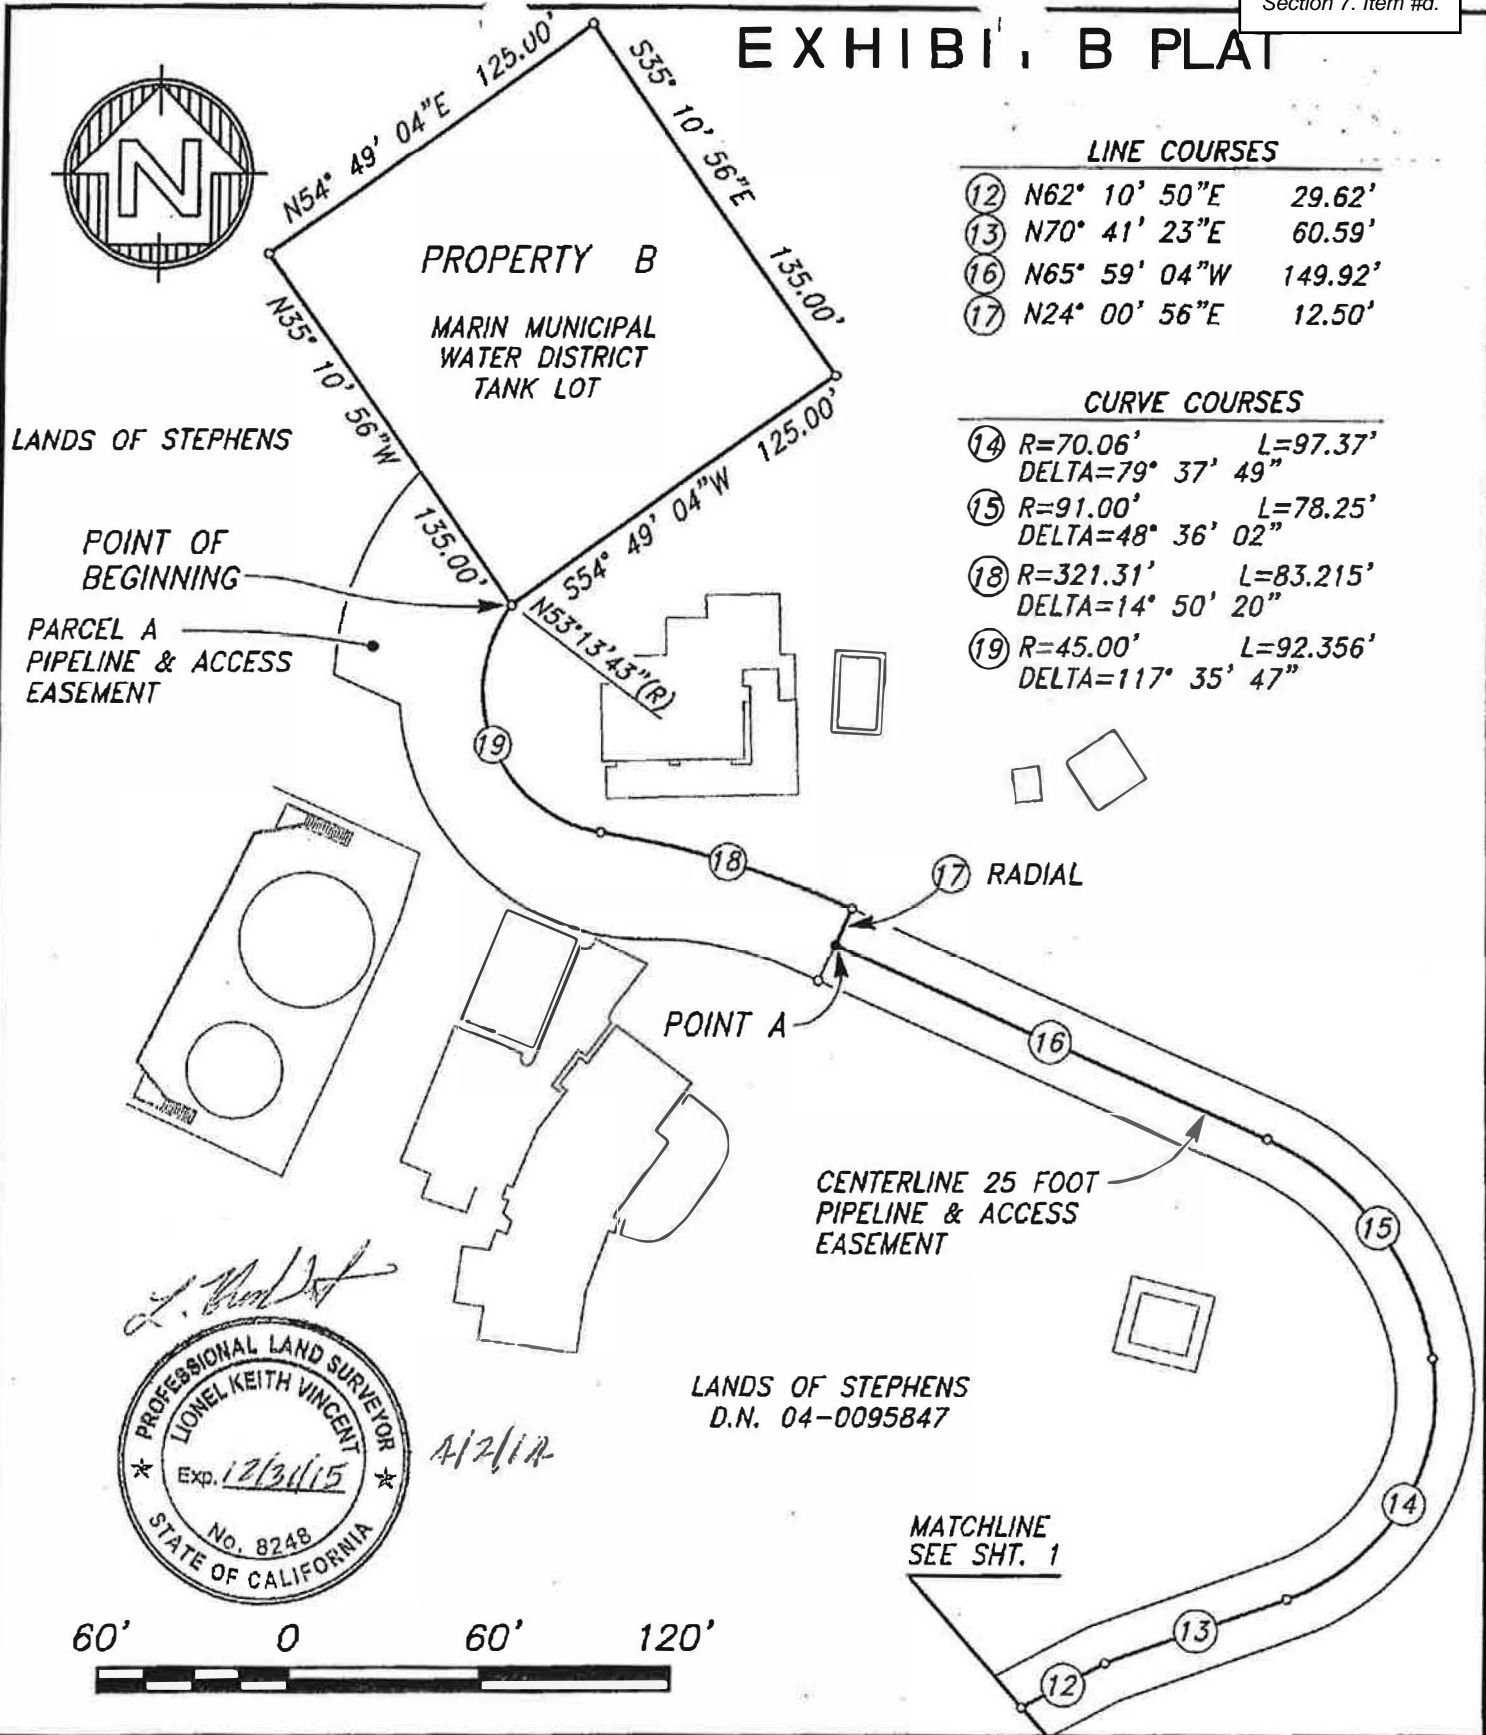 Section 7. Item #d.
EXHIBI, B PLAT
N54° 49' 04"E 125.00'
S35° 10' 56"E 135.00'
N
PROPERTY B
MARIN MUNICIPAL
WATER DISTRICT
TANK LOT
N35° 10' 56"W 135.00'
S54° 49' 04"W 125.00'
LINE COURSES
12 N62° 10' 50"E 29.62'
13 N70° 41' 23"E 60.59'
16 N65° 59' 04"W 149.92'
17 N24° 00' 56"E 12.50'
CURVE COURSES
14 R=70.06' L=97.37'
DELTA=79° 37' 49"
15 R=91.00' L=78.25'
DELTA=48° 36' 02"
18 R=321.31' L=83.215'
DELTA=14° 50' 20"
19 R=45.00' L=92.356'
DELTA=117° 35' 47"
LANDS OF STEPHENS
POINT OF
BEGINNING
PARCEL A
PIPELINE & ACCESS
EASEMENT
N53°13'43"(R)
19
18
17 RADIAL
POINT A
16
CENTERLINE 25 FOOT
PIPELINE & ACCESS
EASEMENT
15
LANDS OF STEPHENS
D.N. 04-0095847
14
MATCHLINE
SEE SHT. 1
13
12
PROFESSIONAL LAND SURVEYOR
LIONEL KEITH VINCENT
Exp. 12/31/15
No. 8248
STATE OF CALIFORNIA
60' 0 60' 120'